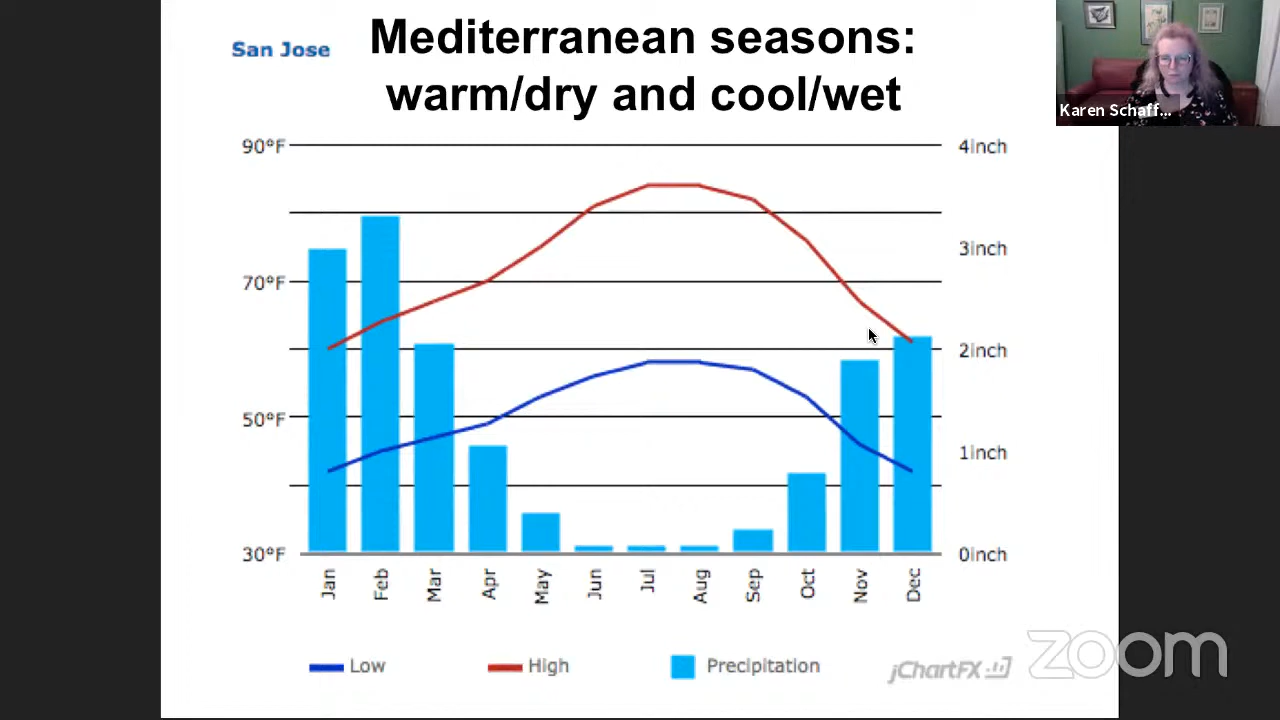 San Jose
Mediterranean seasons:
warm/dry and cool/wet
Karen Schaff...
90°F
4inch
3inch
70°F
2inch
50°F
1inch
30°F
0inch
Jan
Feb
Mar
Apr
May
Jun
Jul
Aug
Sep
Oct
Nov
Dec
Low
High
Precipitation
jChartFX
zoom